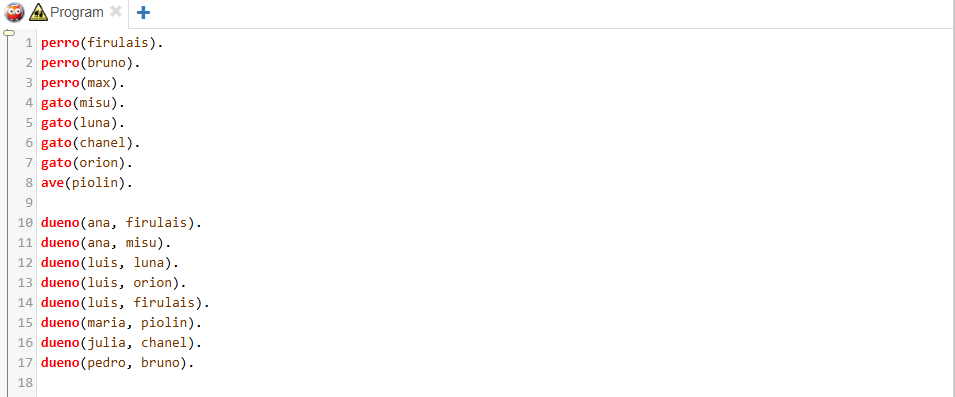 Program
1 perro(firulais).
2 perro(bruno).
3 perro(max).
4 gato(misu).
5 gato(luna).
6 gato(chanel).
7 gato(orion).
8 ave(piolin).
9
10 dueno(ana, firulais).
11 dueno(ana, misu).
12 dueno(luis, luna).
13 dueno(luis, orion).
14 dueno(luis, firulais).
15 dueno(maria, piolin).
16 dueno(julia, chanel).
17 dueno(pedro, bruno).
18